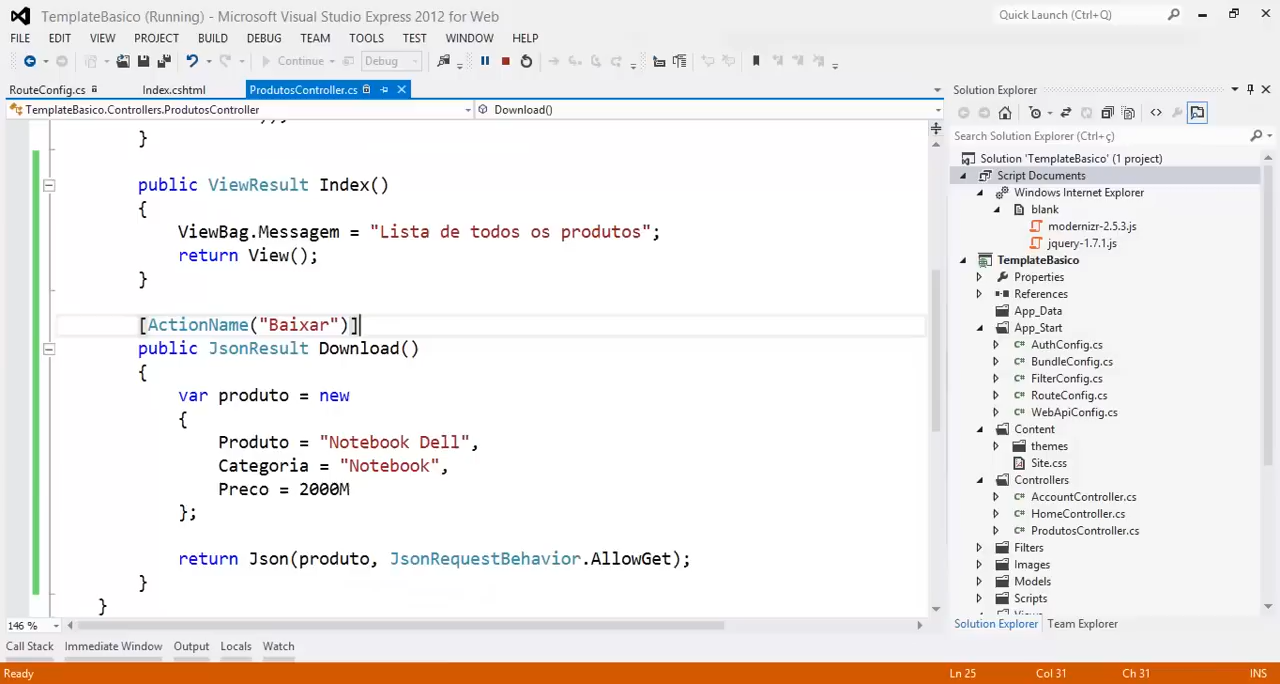 TemplateBasico (Running) - Microsoft Visual Studio Express 2012 for Web
Quick Launch (Ctrl+Q)
FILE EDIT VIEW PROJECT BUILD DEBUG TEAM TOOLS TEST WINDOW HELP
Continue Debug
RouteConfig.cs Index.cshtml ProdutosController.cs
TemplateBasico.Controllers.ProdutosController Download()
}
public ViewResult Index()
{
ViewBag.Messagem = "Lista de todos os produtos";
return View();
}
[ActionName("Baixar")]
public JsonResult Download()
{
var produto = new
{
Produto = "Notebook Dell",
Categoria = "Notebook",
Preco = 2000M
};
return Json(produto, JsonRequestBehavior.AllowGet);
}
}
146 %
Call Stack Immediate Window Output Locals Watch
Ready
Ln 25 Col 31 Ch 31 INS
Solution Explorer
Search Solution Explorer (Ctrl+ç)
Solution 'TemplateBasico' (1 project)
Script Documents
Windows Internet Explorer
blank
modernizr-2.5.3.js
jquery-1.7.1.js
TemplateBasico
Properties
References
App_Data
App_Start
AuthConfig.cs
BundleConfig.cs
FilterConfig.cs
RouteConfig.cs
WebApiConfig.cs
Content
themes
Site.css
Controllers
AccountController.cs
HomeController.cs
ProdutosController.cs
Filters
Images
Models
Scripts
Solution Explorer Team Explorer